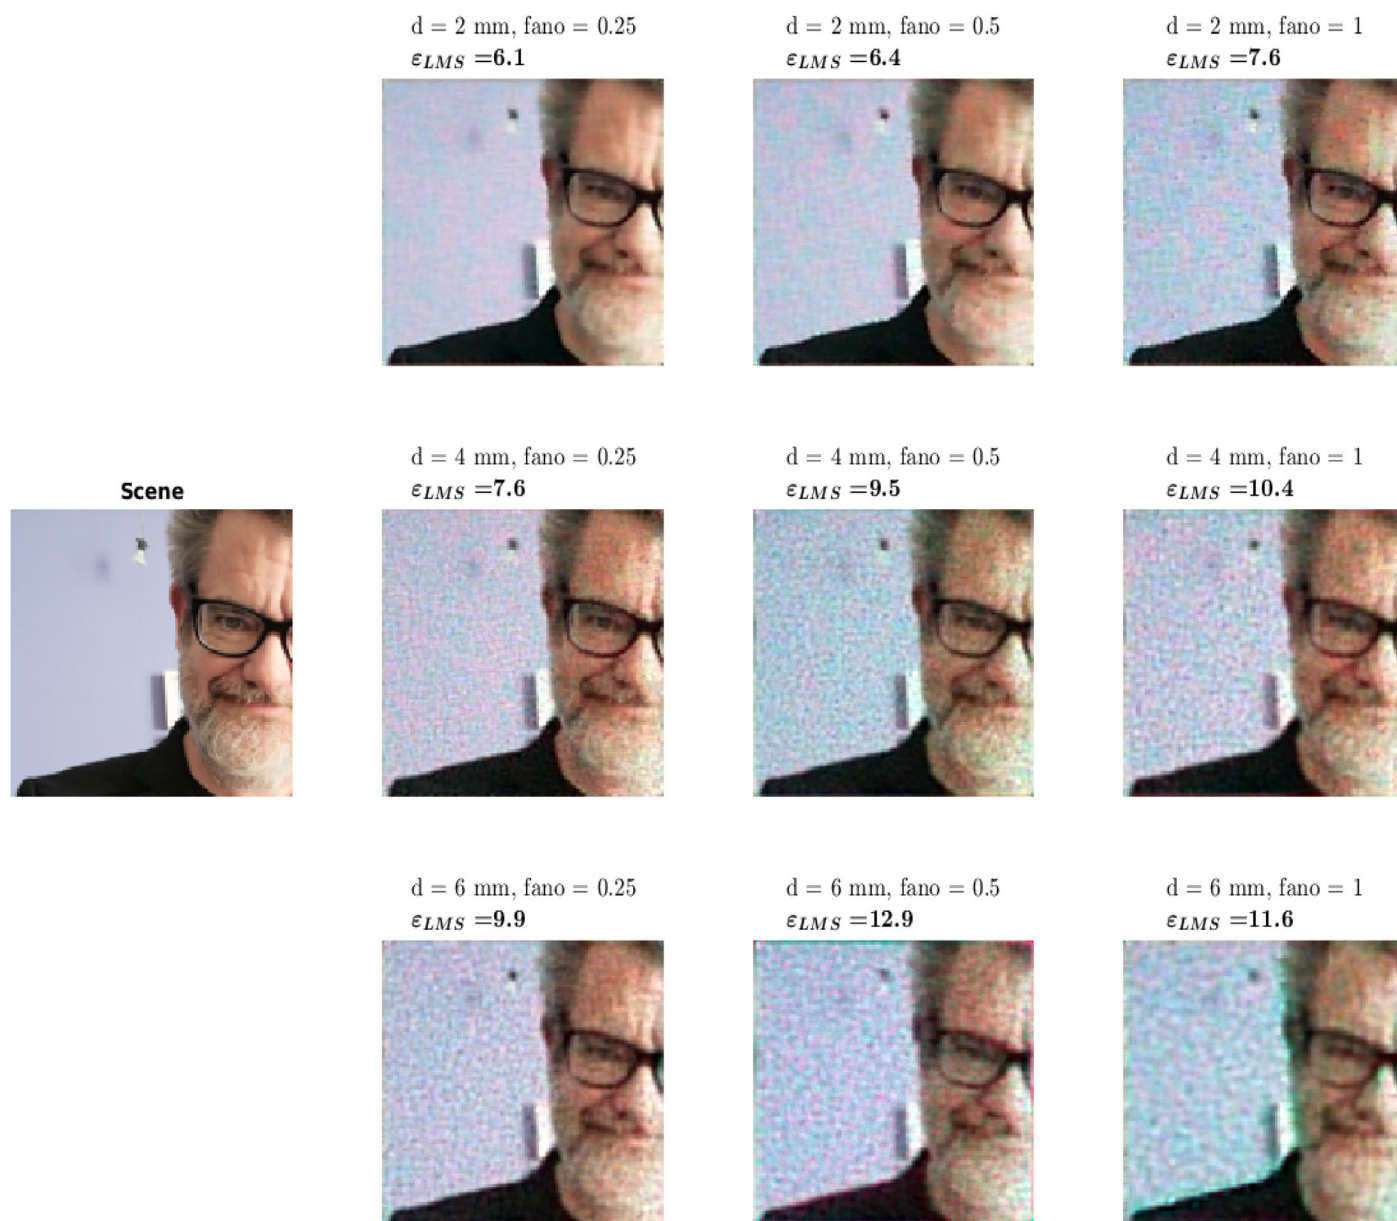 d = 2 mm, fano = 0.25
ε_LMS =6.1
d = 2 mm, fano = 0.5
ε_LMS =6.4
d = 2 mm, fano = 1
ε_LMS =7.6
Scene
d = 4 mm, fano = 0.25
ε_LMS =7.6
d = 4 mm, fano = 0.5
ε_LMS =9.5
d = 4 mm, fano = 1
ε_LMS =10.4
d = 6 mm, fano = 0.25
ε_LMS =9.9
d = 6 mm, fano = 0.5
ε_LMS =12.9
d = 6 mm, fano = 1
ε_LMS =11.6